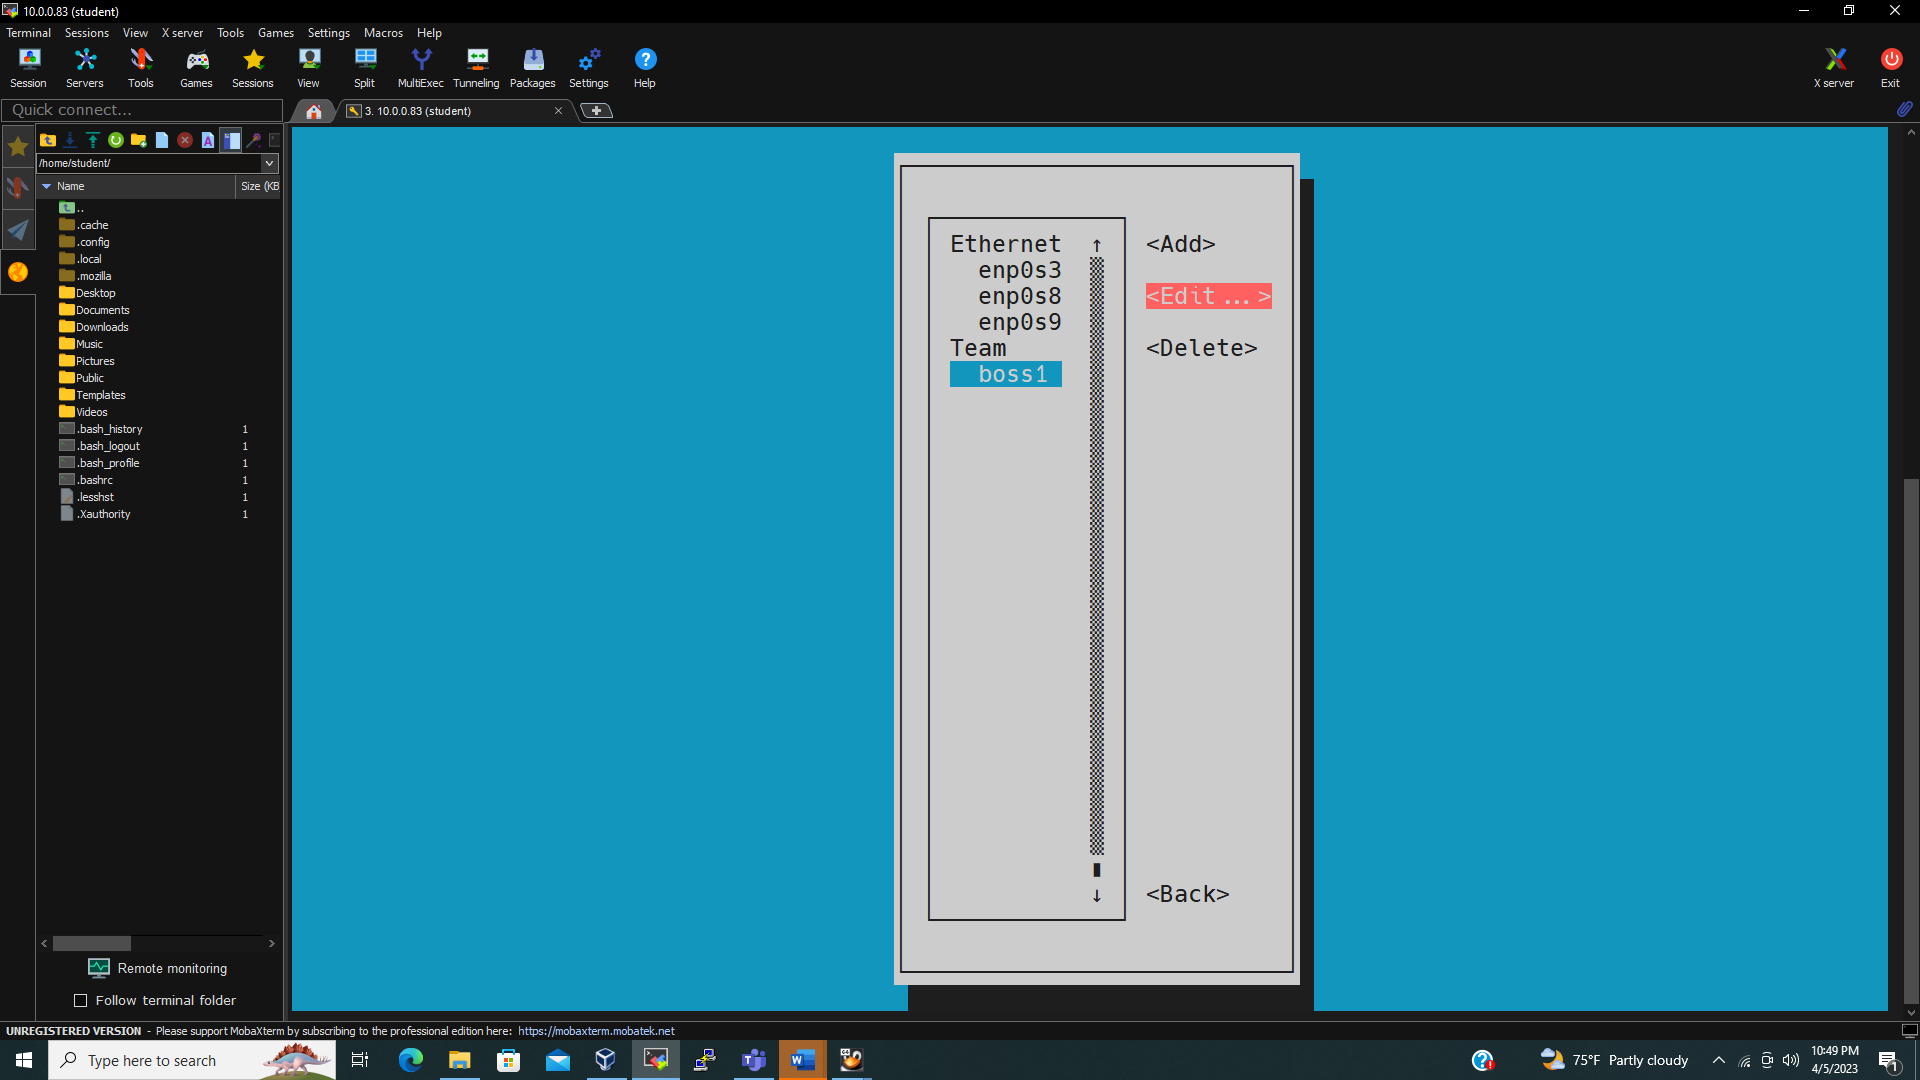 10.0.0.83 (student)
Terminal Sessions View X server Tools Games Settings Macros Help
Session Servers Tools Games Sessions View Split MultiExec Tunneling Packages Settings Help X server Exit
Quick connect... 3. 10.0.0.83 (student)
/home/student/
Name Size (KB
..
.cache
.config
.local
.mozilla
Desktop
Documents
Downloads
Music
Pictures
Public
Templates
Videos
.bash_history 1
.bash_logout 1
.bash_profile 1
.bashrc 1
.lesshst 1
.Xauthority 1
Remote monitoring
Follow terminal folder
Ethernet ↑ <Add>
enp0s3
enp0s8 <Edit...>
enp0s9
Team <Delete>
boss1
↓ <Back>
UNREGISTERED VERSION - Please support MobaXterm by subscribing to the professional edition here: https://mobaxterm.mobatek.net
Type here to search
75°F Partly cloudy
10:49 PM
4/5/2023
1